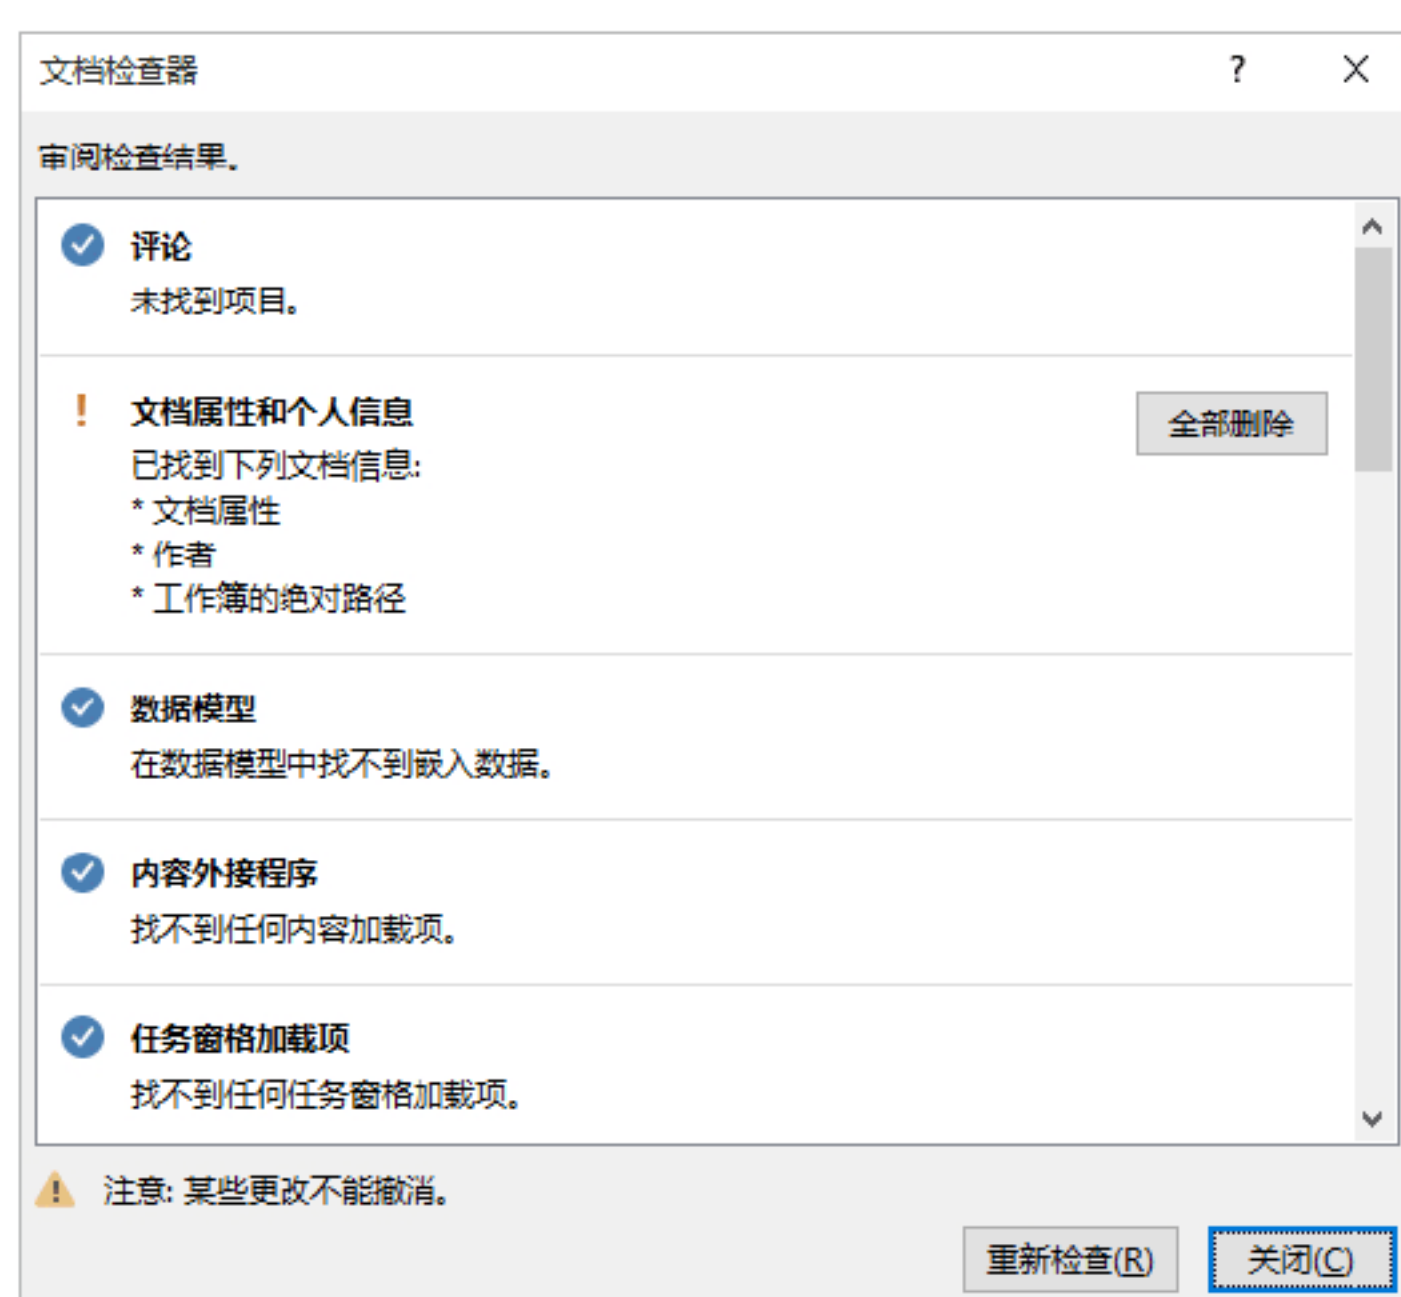 文档检查器
?
审阅检查结果。
评论
未找到项目。
! 文档属性和个人信息
全部删除
已找到下列文档信息:
* 文档属性
* 作者
* 工作簿的绝对路径
数据模型
在数据模型中找不到嵌入数据。
内容外接程序
找不到任何内容加载项。
任务窗格加载项
找不到任何任务窗格加载项。
注意: 某些更改不能撤消。
重新检查(R)
关闭(C)